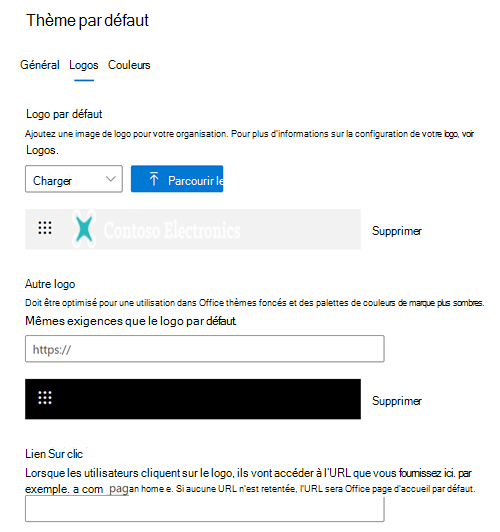 Thème par défaut
Général Logos Couleurs
Logo par défaut
Ajoutez une image de logo pour votre organisation. Pour plus d'informations sur la configuration de votre logo, voir
Logos.
Charger Parcourir le
Contoso Electronics Supprimer
Autre logo
Doit être optimisé pour une utilisation dans Office thèmes foncés et des palettes de couleurs de marque plus sombres.
Mêmes exigences que le logo par défaut.
https://
Supprimer
Lien Sur clic
Lorsque les utilisateurs cliquent sur le logo, ils vont accéder à l'URL que vous fournissez ici. par
exemple. a com pagan home e. Si aucune URL n'est retentée, l'URL sera Office page d'accueil par défaut.